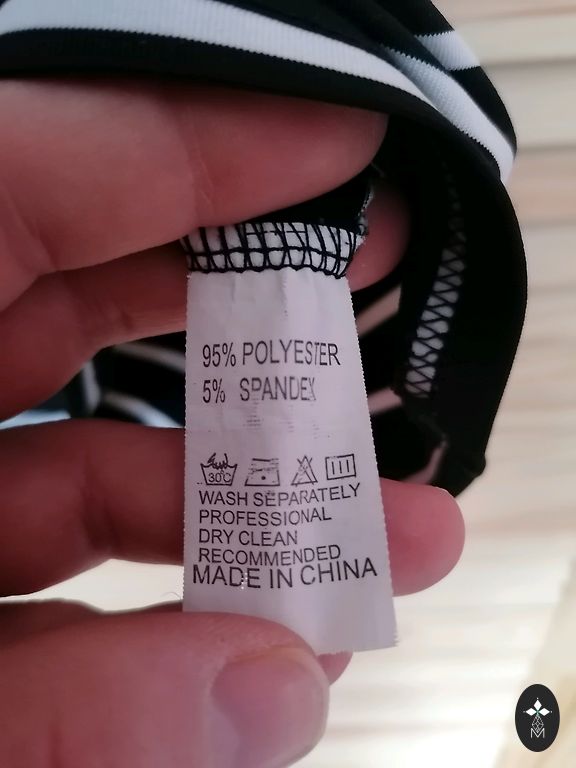 95% POLYESTER
5% SPANDEX
30°C
WASH SEPARATELY
PROFESSIONAL
DRY CLEAN
RECOMMENDED
MADE IN CHINA
M